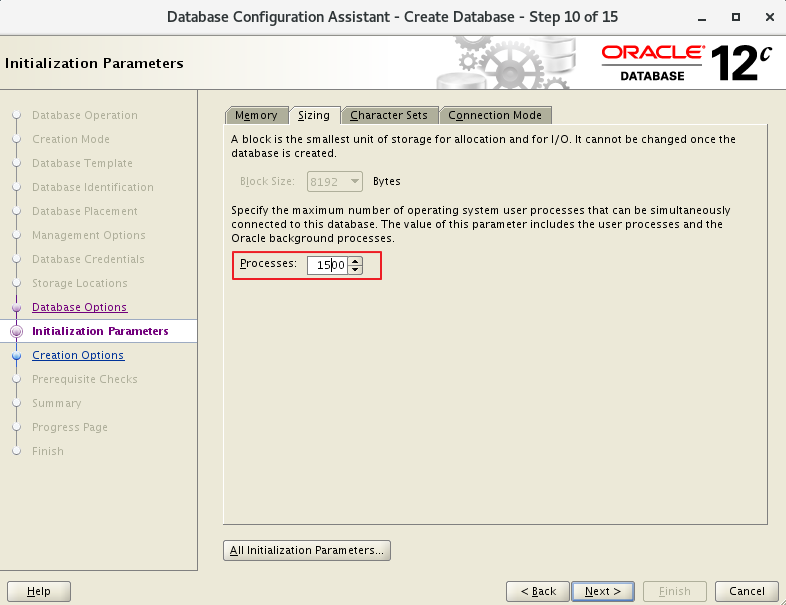 Database Configuration Assistant - Create Database - Step 10 of 15
Initialization Parameters
ORACLE
DATABASE
12c
Database Operation
Creation Mode
Database Template
Database Identification
Database Placement
Management Options
Database Credentials
Storage Locations
Database Options
Initialization Parameters
Creation Options
Prerequisite Checks
Summary
Progress Page
Finish
Memory Sizing Character Sets Connection Mode
A block is the smallest unit of storage for allocation and for I/O. It cannot be changed once the
database is created.
Block Size: 8192 Bytes
Specify the maximum number of operating system user processes that can be simultaneously
connected to this database. The value of this parameter includes the user processes and the
Oracle background processes.
Processes: 1500
All Initialization Parameters...
Help < Back Next > Finish Cancel